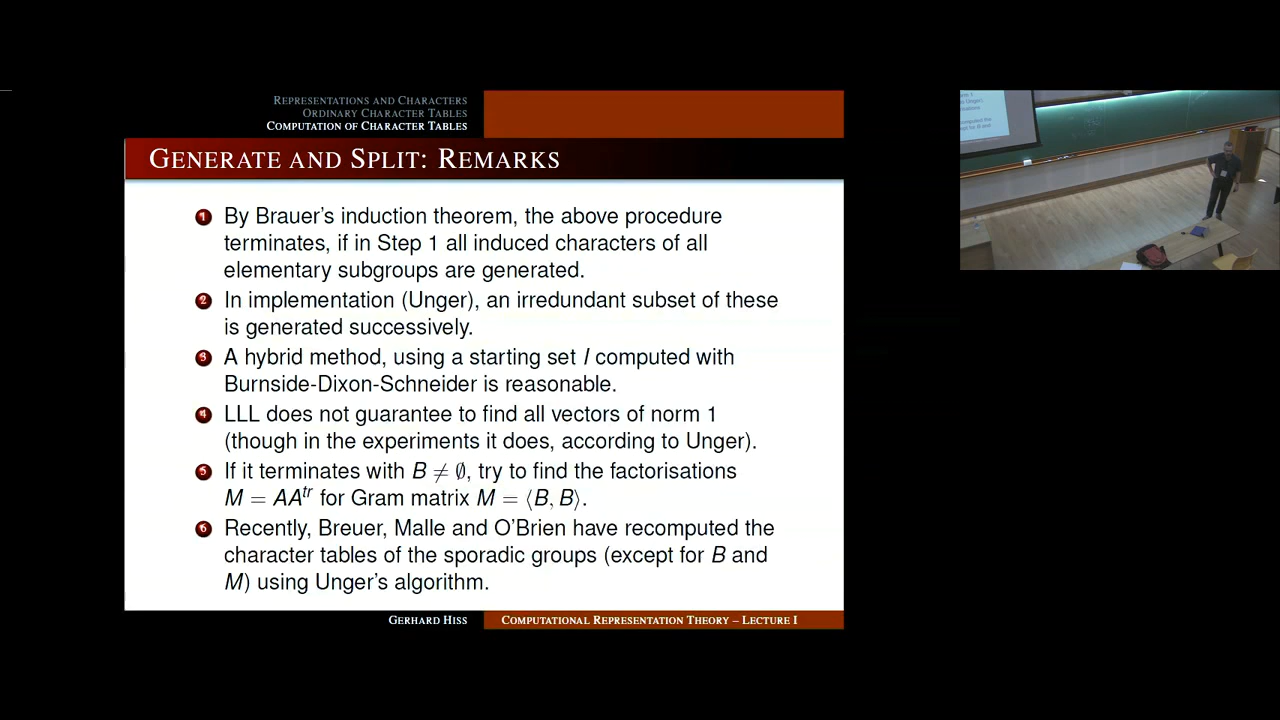 REPRESENTATIONS AND CHARACTERS
ORDINARY CHARACTER TABLES
COMPUTATION OF CHARACTER TABLES
GENERATE AND SPLIT: REMARKS
1 By Brauer's induction theorem, the above procedure
terminates, if in Step 1 all induced characters of all
elementary subgroups are generated.
2 In implementation (Unger), an irredundant subset of these
is generated successively.
3 A hybrid method, using a starting set I computed with
Burnside-Dixon-Schneider is reasonable.
4 LLL does not guarantee to find all vectors of norm 1
(though in the experiments it does, according to Unger).
5 If it terminates with B ≠ ∅, try to find the factorisations
M = AA^tr for Gram matrix M = ⟨B, B⟩.
6 Recently, Breuer, Malle and O'Brien have recomputed the
character tables of the sporadic groups (except for B and
M) using Unger's algorithm.
GERHARD HISS
COMPUTATIONAL REPRESENTATION THEORY – LECTURE I